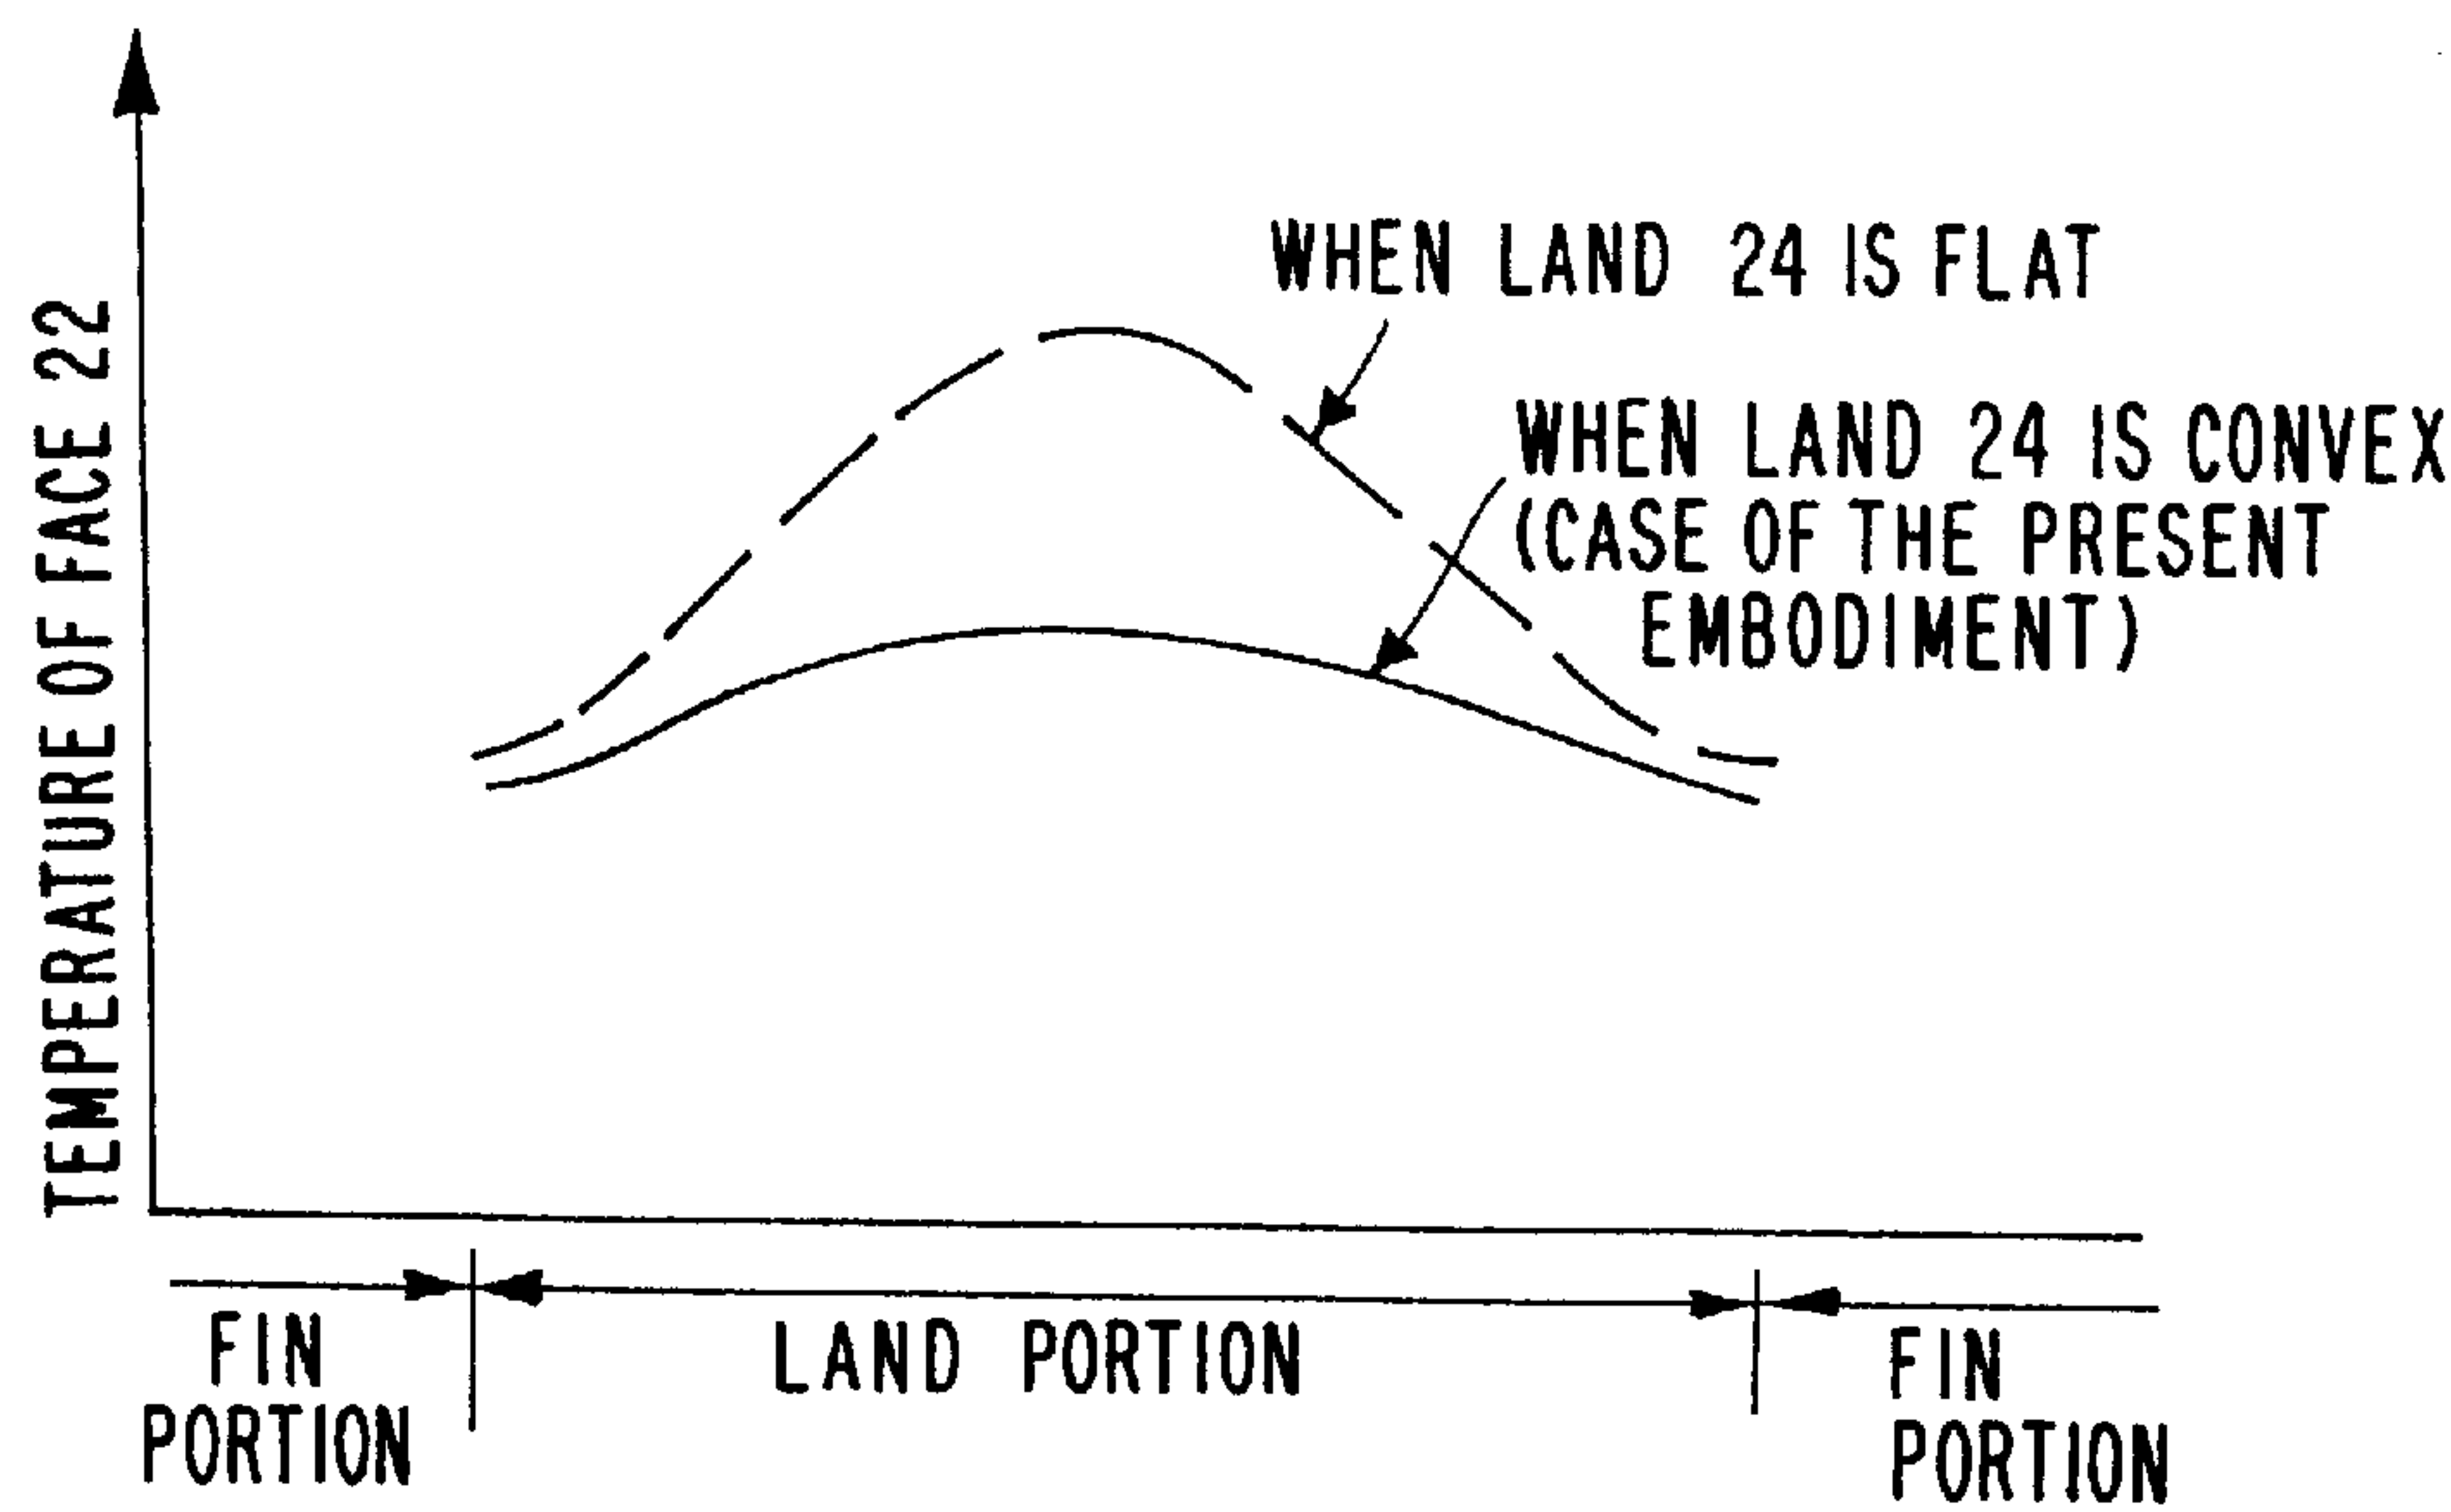 TEMPERATURE OF FACE 22
WHEN LAND 24 IS FLAT
WHEN LAND 24 IS CONVEX
(CASE OF THE PRESENT
EMBODIMENT)
FIN
PORTION
LAND PORTION
FIN
PORTION